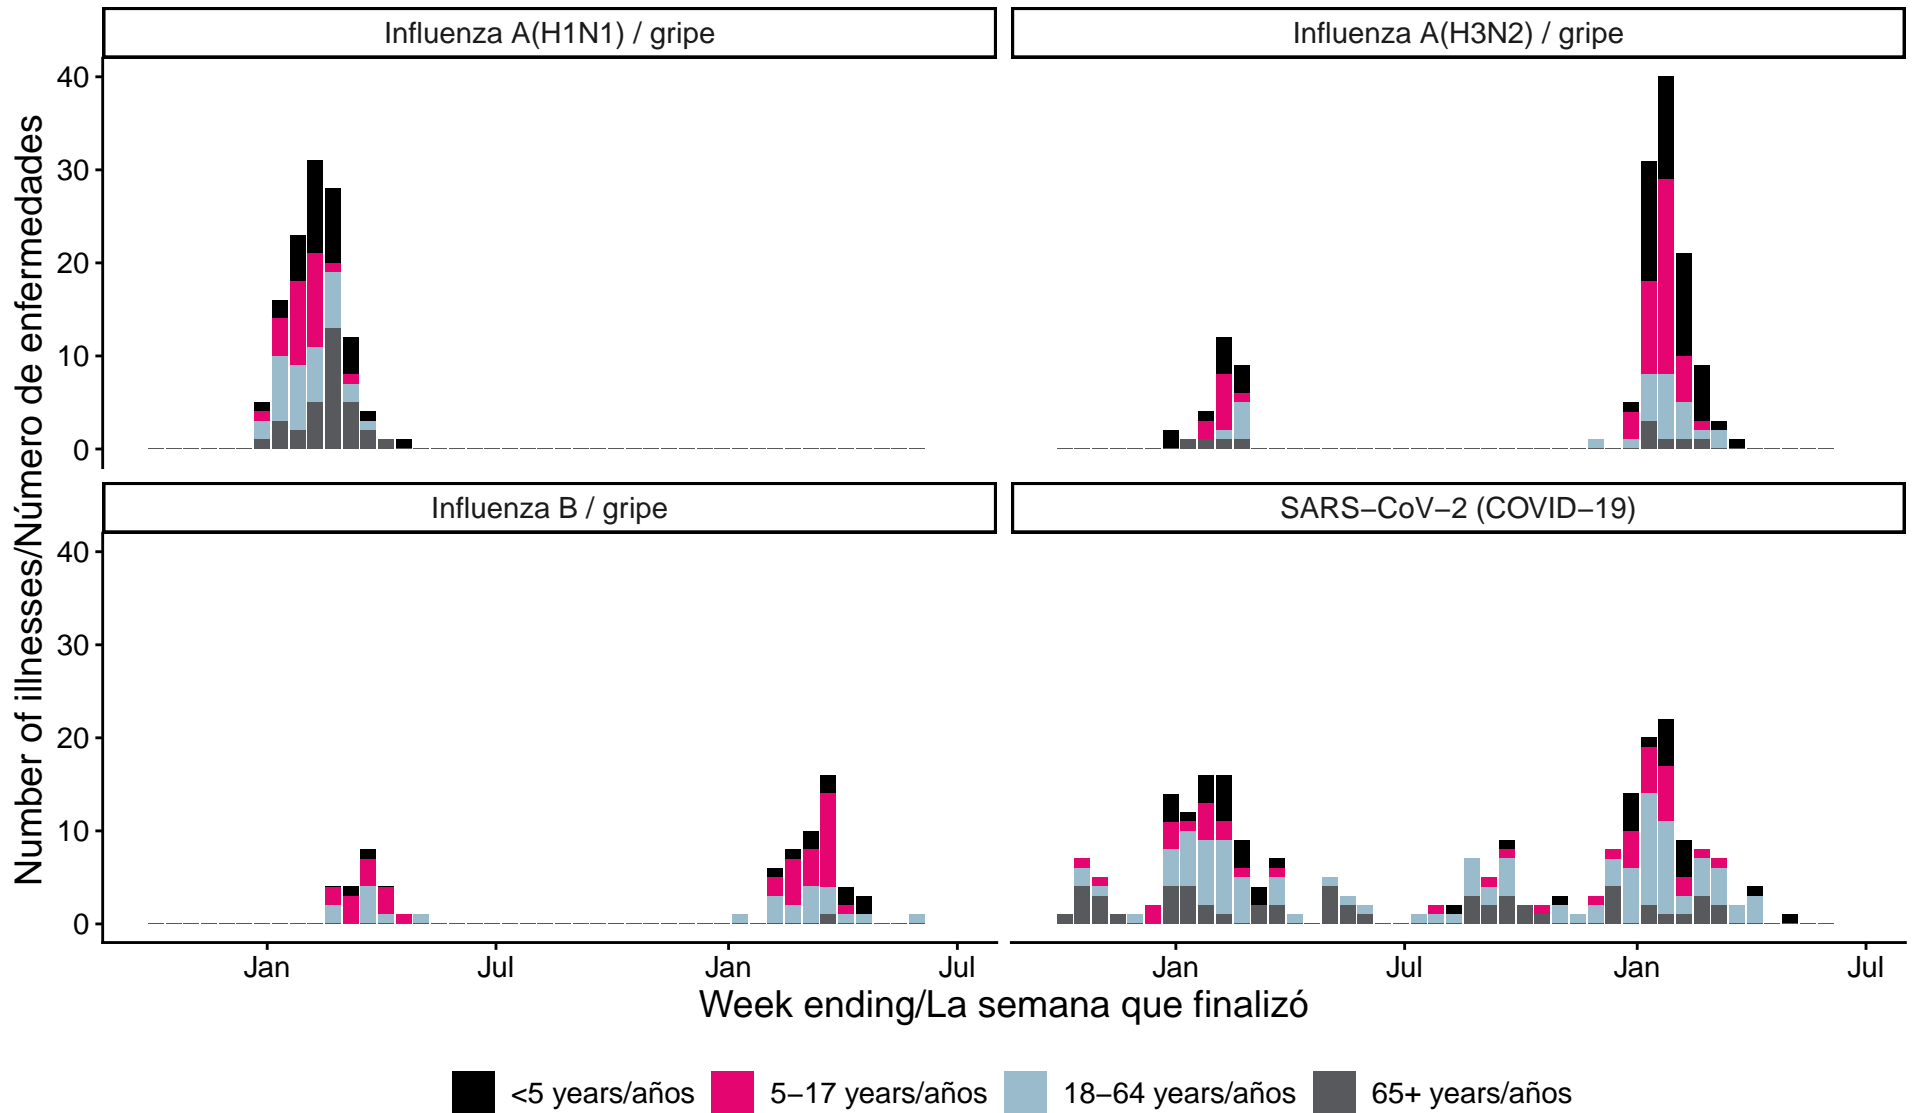 Influenza A(H1N1) / gripe
Influenza A(H3N2) / gripe
40
30
20
10
0
Influenza B / gripe
SARS−CoV−2 (COVID−19)
40
30
20
10
0
Number of illnesses/Número de enfermedades
Jan Jul Jan Jul
Jan Jul Jan Jul
Week ending/La semana que finalizó
<5 years/años 5−17 years/años 18−64 years/años 65+ years/años